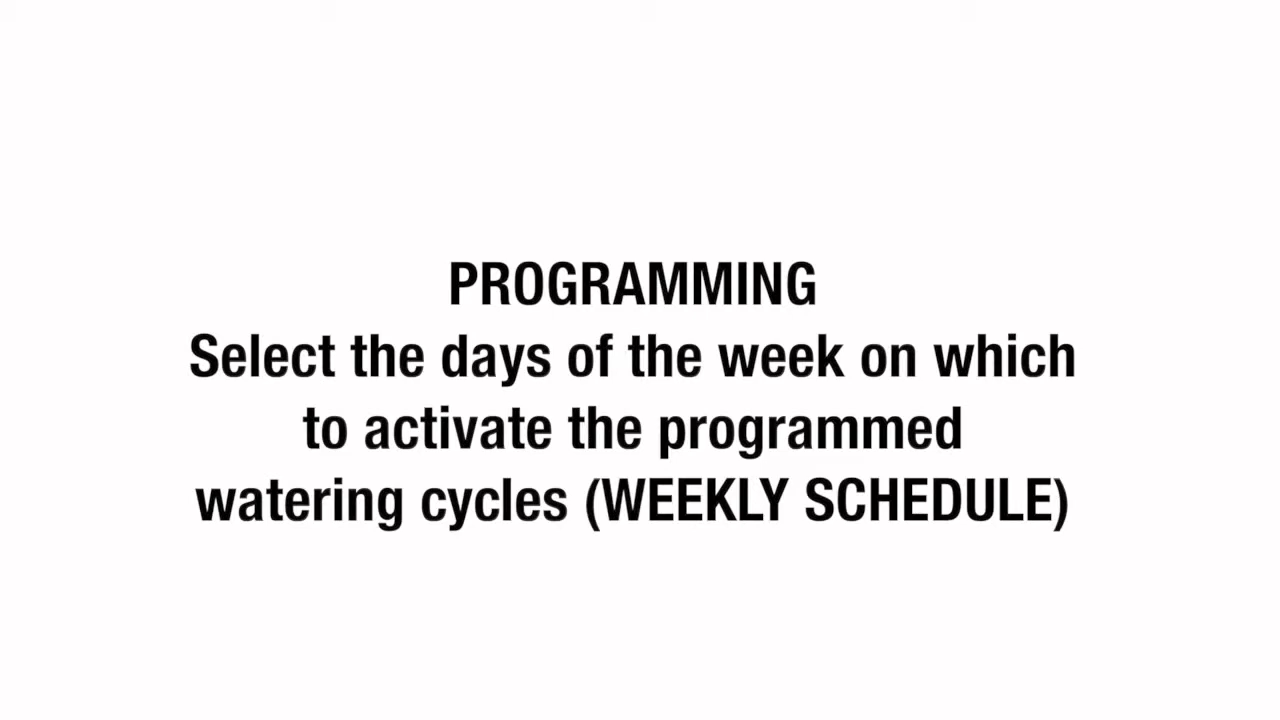 PROGRAMMING
Select the days of the week on which
to activate the programmed
watering cycles (WEEKLY SCHEDULE)